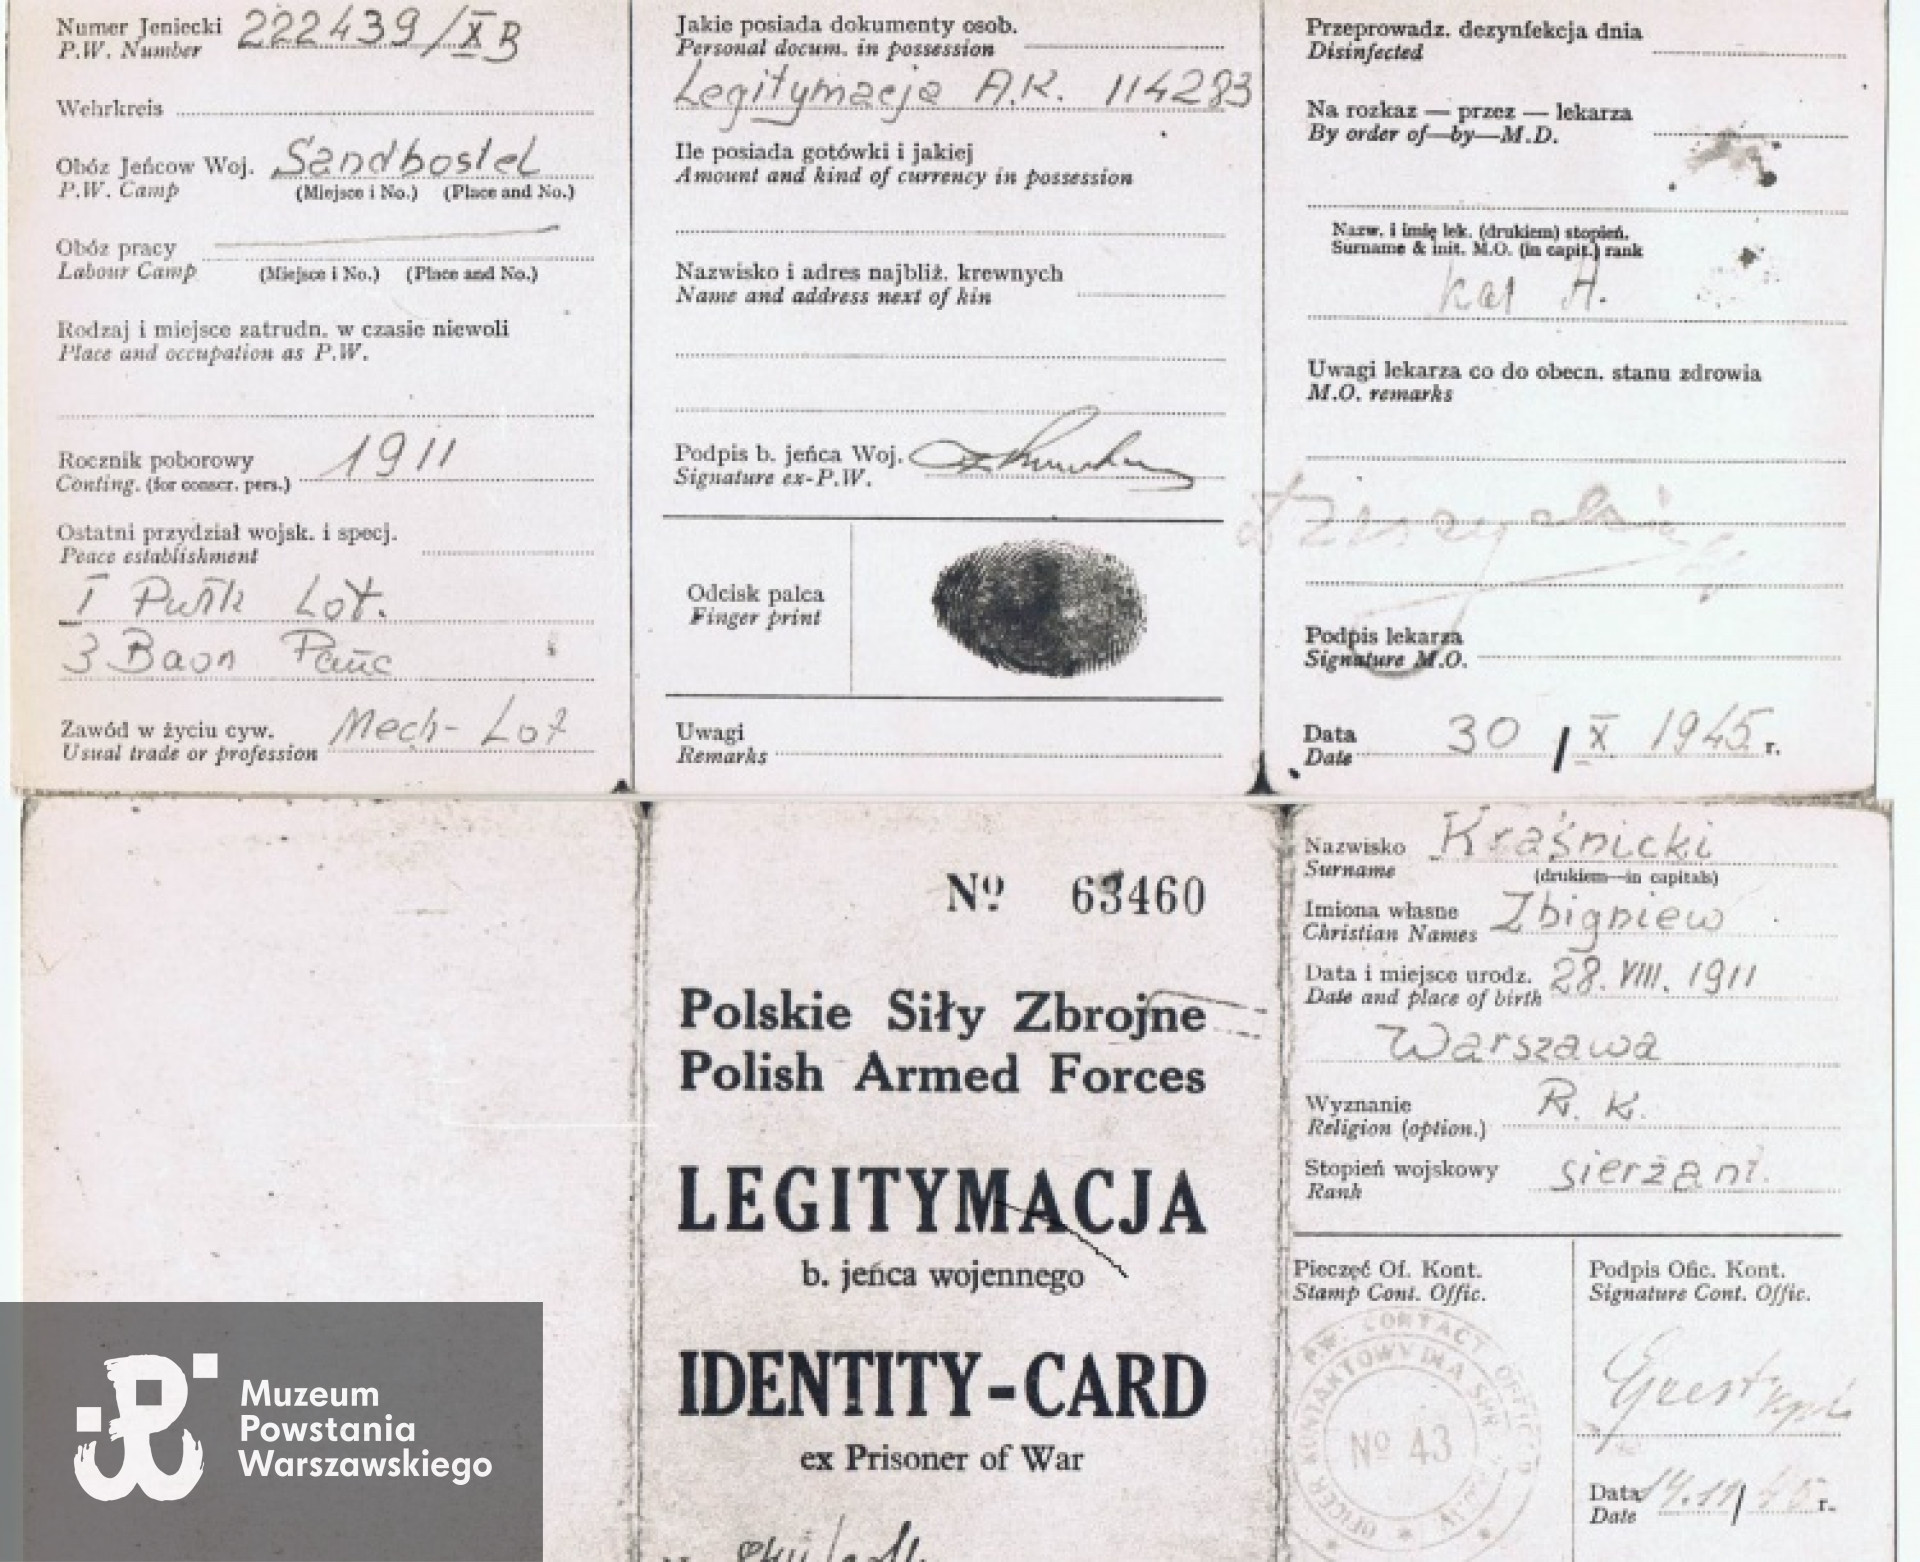 Numer Jeniecki 222439/XB
P.W. Number
Wehrkreis
Obóz Jeńcow Woj. Sandbostel
P.W. Camp (Miejsce i No.) (Place and No.)
Obóz pracy
Labour Camp (Miejsce i No.) (Place and No.)
Rodzaj i miejsce zatrudn. w czasie niewoli
Place and occupation as P.W.
Rocznik poborowy 1911
Conting. (for conscr. pers.)
Ostatni przydział wojsk. i specj.
Peace establishment
I Pułk Lot.
3 Baon Panc
Zawód w życiu cyw. Mech-Lot
Usual trade or profession
Jakie posiada dokumenty osob.
Personal docum. in possession
Legitymacja A.K. 114283
Ile posiada gotówki i jakiej
Amount and kind of currency in possession
Nazwisko i adres najbliż. krewnych
Name and address next of kin
Podpis b. jeńca Woj.
Signature ex-P.W.
Odcisk palca
Finger print
Uwagi
Remarks
Przeprowadz. dezynfekcja dnia
Disinfected
Na rozkaz — przez — lekarza
By order of—by—M.D.
Nazw. i imię lek. (drukiem) stopień.
Surname & init. M.O. (in capit.) rank
Kat A.
Uwagi lekarza co do obecn. stanu zdrowia
M.O. remarks
Podpis lekarza
Signature M.O.
Data 30/X 1945 r.
Date
Nº 63460
Polskie Siły Zbrojne
Polish Armed Forces
LEGITYMACJA
b. jeńca wojennego
IDENTITY-CARD
ex Prisoner of War
Nazwisko Kraśnicki
Surname (drukiem—in capitals)
Imiona własne Zbigniew
Christian Names
Data i miejsce urodz. 28. VIII. 1911
Date and place of birth
Warszawa
Wyznanie R. K.
Religion (option.)
Stopień wojskowy sierżant.
Rank
Pieczęć Of. Kont.
Stamp Cont. Offic.
P.W. CONTACT OFFICER
Nº 43
Podpis Ofic. Kont.
Signature Cont. Offic.
Data 14.11/45 r.
Date
Muzeum
Powstania
Warszawskiego